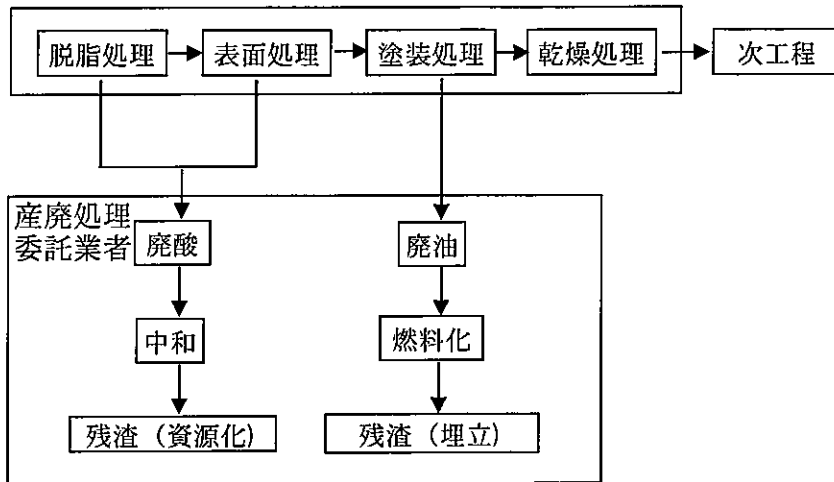 脱脂処理
表面処理
塗装処理
乾燥処理
次工程
産廃処理
委託業者
廃酸
廃油
中和
燃料化
残渣（資源化）
残渣（埋立）